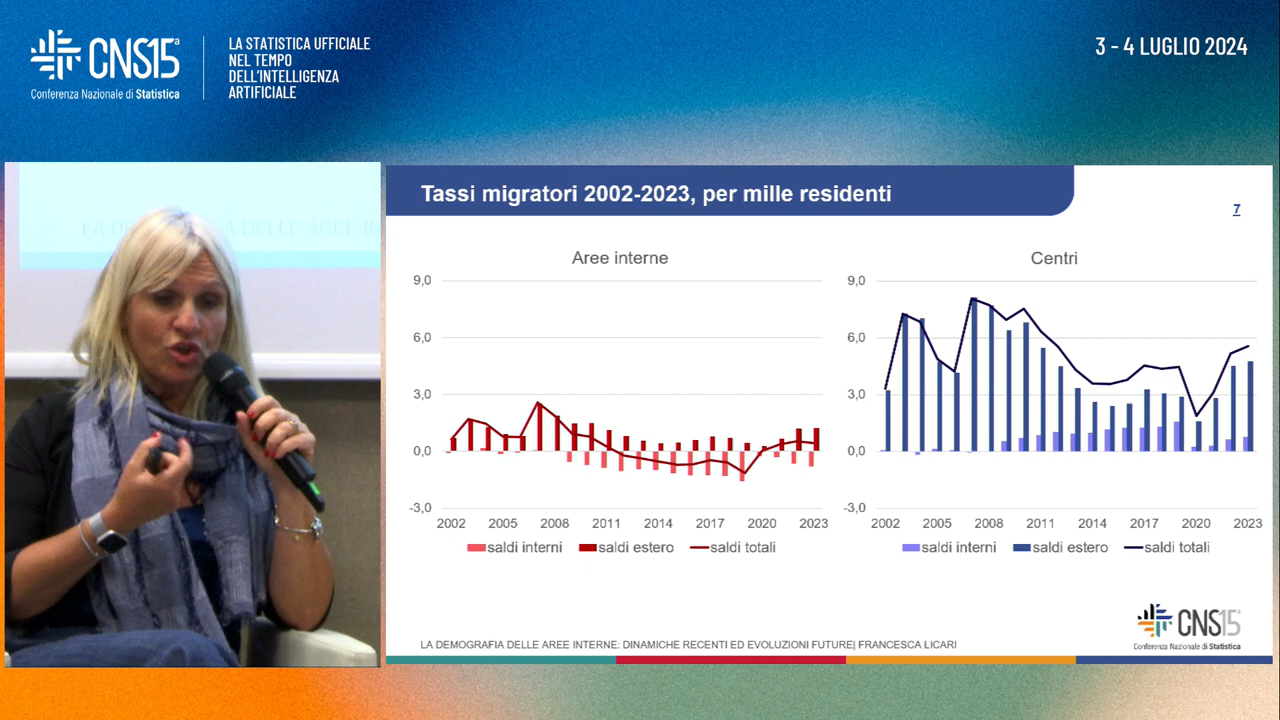 CNS15ª
Conferenza Nazionale di Statistica
LA STATISTICA UFFICIALE
NEL TEMPO
DELL'INTELLIGENZA
ARTIFICIALE
3 - 4 LUGLIO 2024
Tassi migratori 2002-2023, per mille residenti
7
Aree interne
9,0
6,0
3,0
0,0
-3,0
2002 2005 2008 2011 2014 2017 2020 2023
saldi interni saldi estero saldi totali
Centri
9,0
6,0
3,0
0,0
-3,0
2002 2005 2008 2011 2014 2017 2020 2023
saldi interni saldi estero saldi totali
LA DEMOGRAFIA DELLE AREE INTERNE: DINAMICHE RECENTI ED EVOLUZIONI FUTURE| FRANCESCA LICARI
CNS15ª
Conferenza Nazionale di Statistica